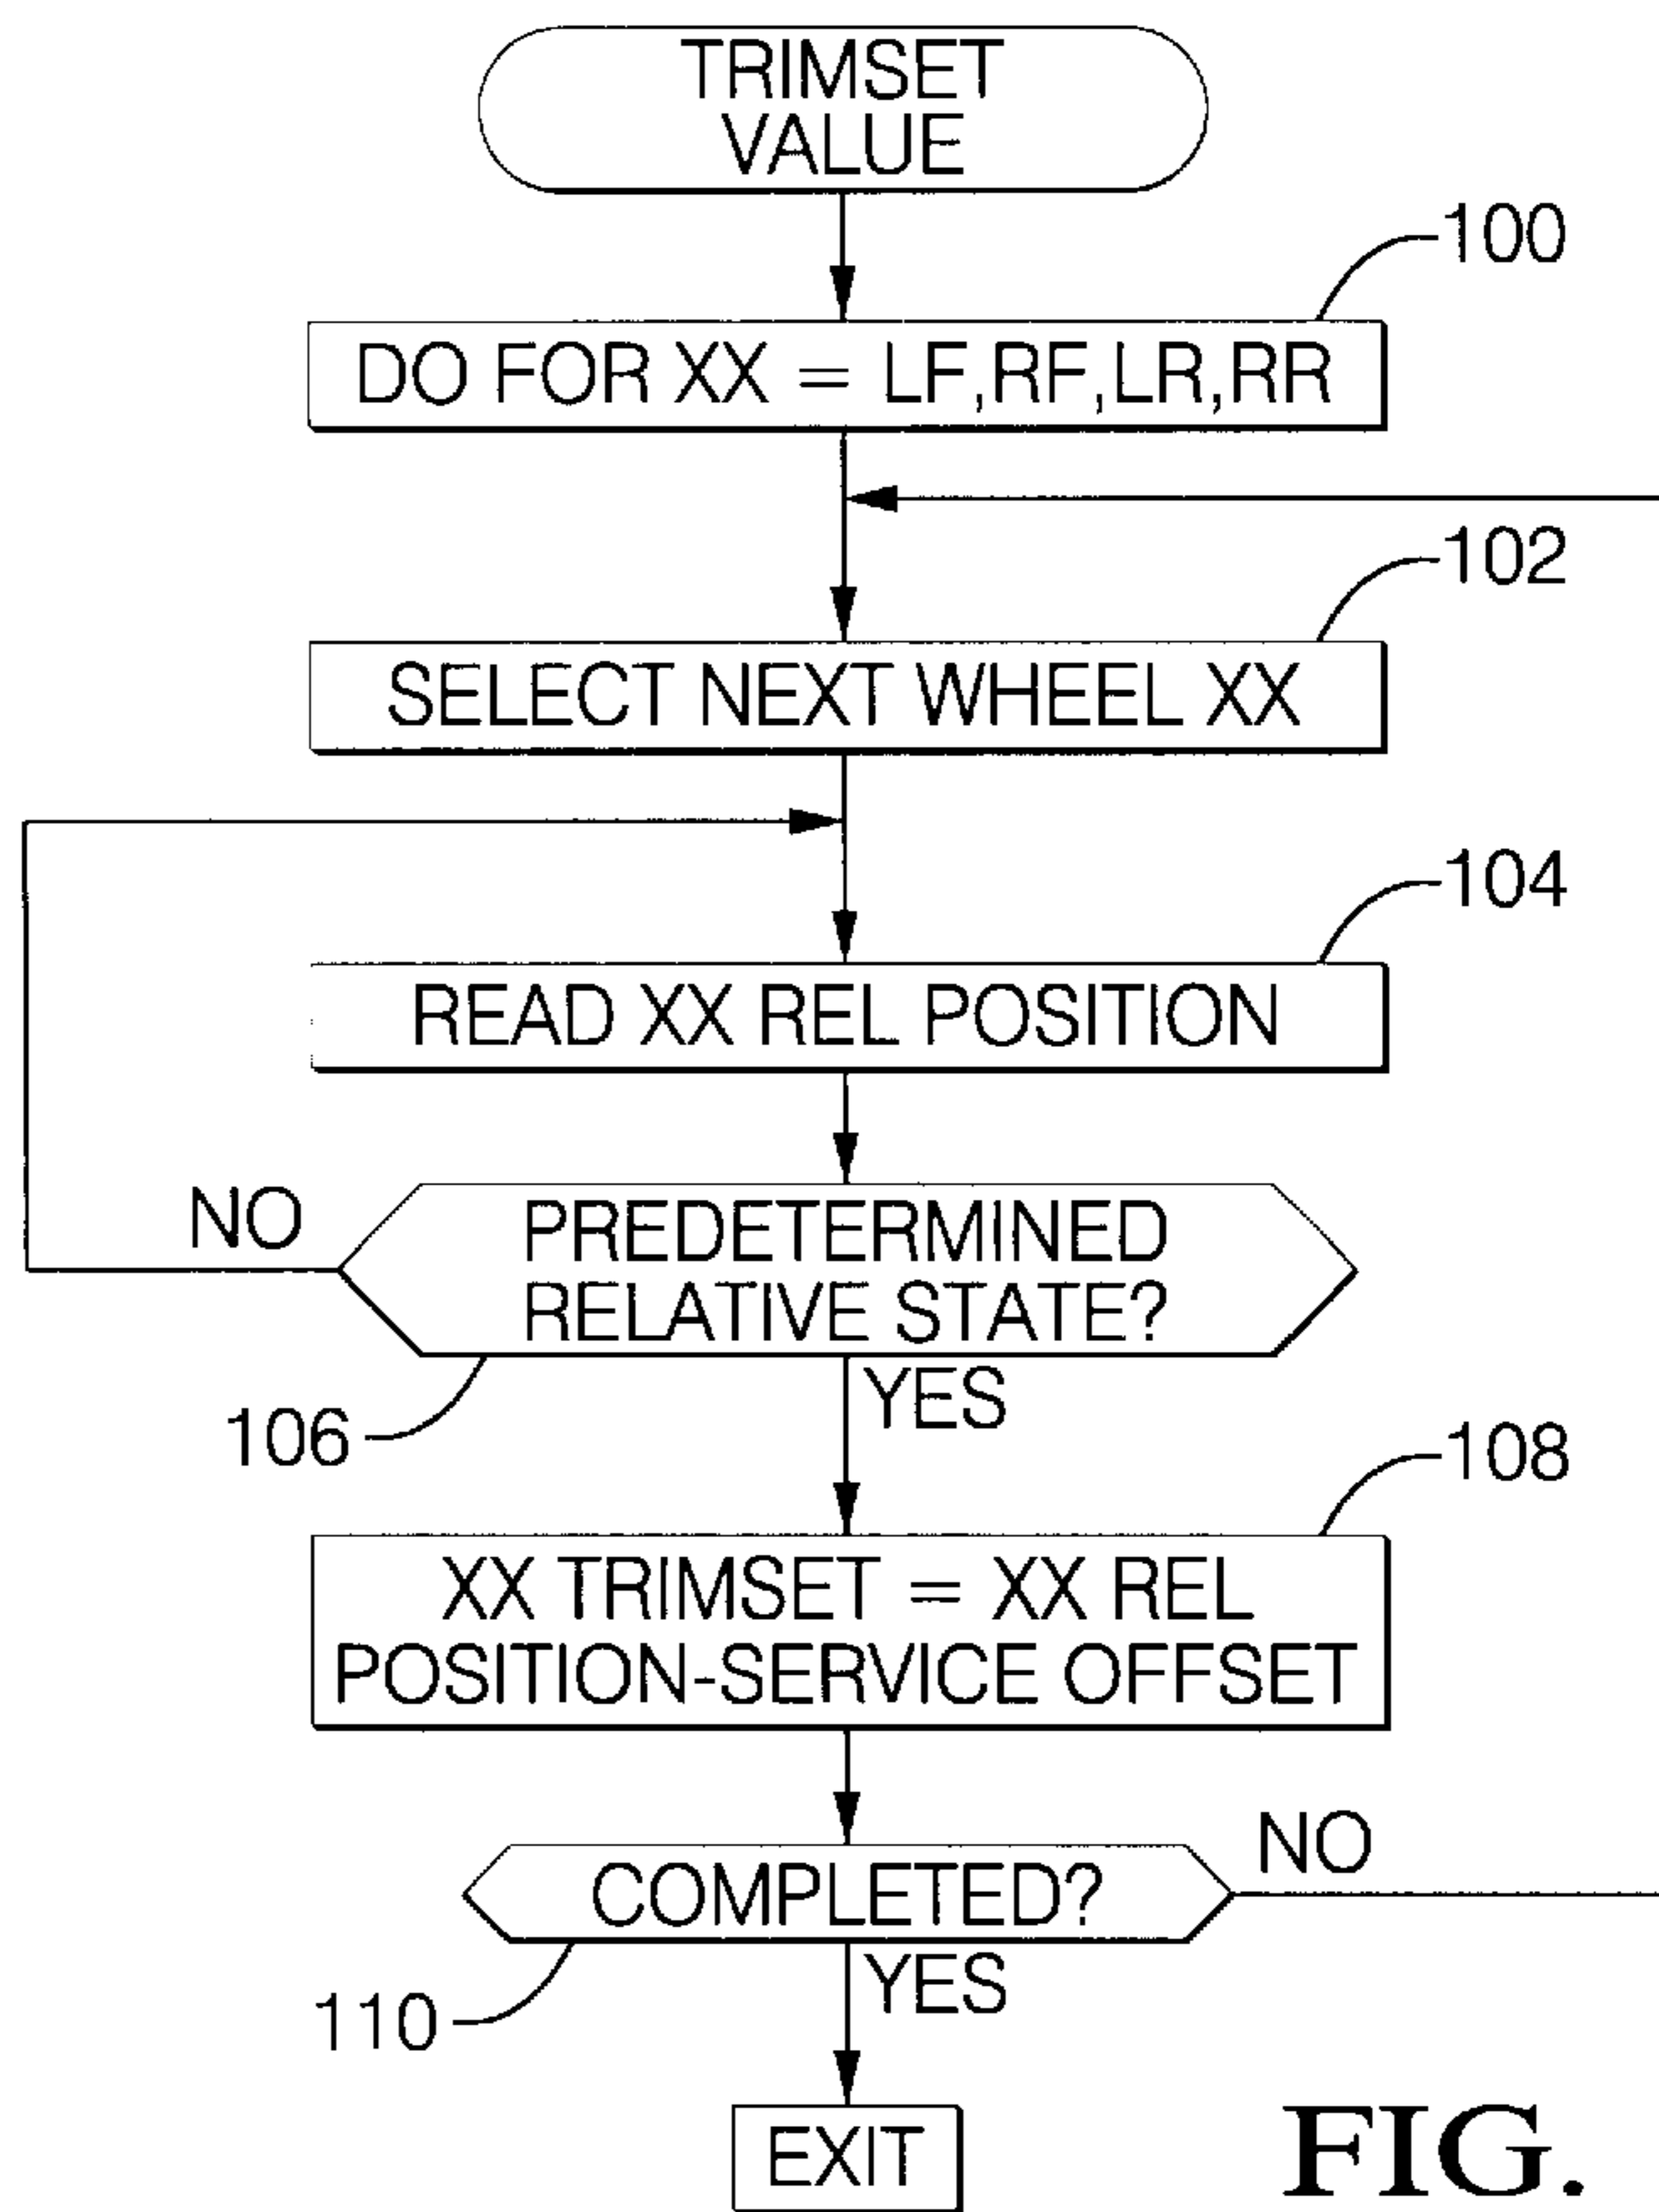 TRIMSET
VALUE
100
DO FOR XX = LF,RF,LR,RR
102
SELECT NEXT WHEEL XX
104
READ XX REL POSITION
NO
PREDETERMINED
RELATIVE STATE?
106
YES
108
XX TRIMSET = XX REL
POSITION-SERVICE OFFSET
NO
COMPLETED?
110
YES
EXIT
FIG.